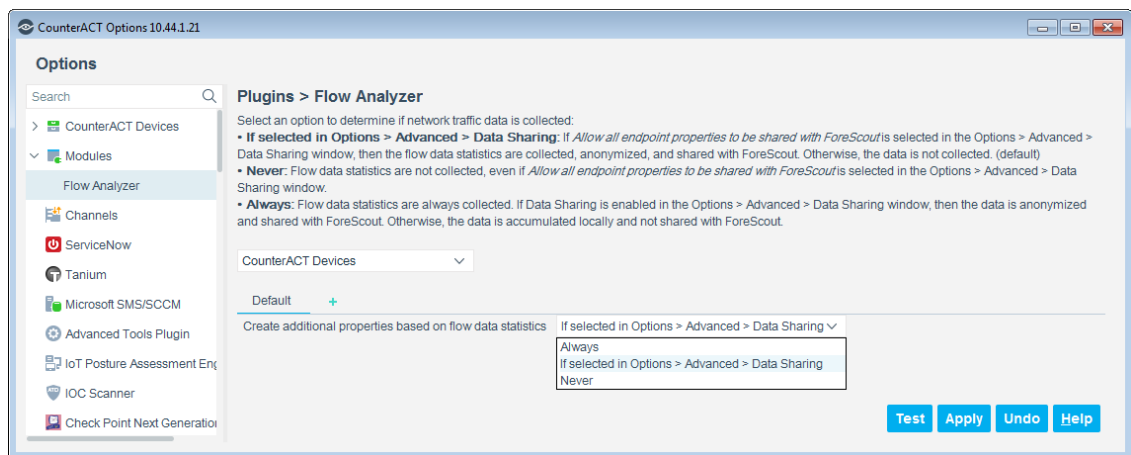 CounterACT Options 10.44.1.21
Options
Search
CounterACT Devices
Modules
Flow Analyzer
Channels
ServiceNow
Tanium
Microsoft SMS/SCCM
Advanced Tools Plugin
IoT Posture Assessment Eng
IOC Scanner
Check Point Next Generation
Plugins > Flow Analyzer
Select an option to determine if network traffic data is collected:
• If selected in Options > Advanced > Data Sharing: If Allow all endpoint properties to be shared with ForeScout is selected in the Options > Advanced >
Data Sharing window, then the flow data statistics are collected, anonymized, and shared with ForeScout. Otherwise, the data is not collected. (default)
• Never: Flow data statistics are not collected, even if Allow all endpoint properties to be shared with ForeScout is selected in the Options > Advanced > Data
Sharing window.
• Always: Flow data statistics are always collected. If Data Sharing is enabled in the Options > Advanced > Data Sharing window, then the data is anonymized
and shared with ForeScout. Otherwise, the data is accumulated locally and not shared with ForeScout.
CounterACT Devices
Default +
Create additional properties based on flow data statistics If selected in Options > Advanced > Data Sharing
Always
If selected in Options > Advanced > Data Sharing
Never
Test Apply Undo Help